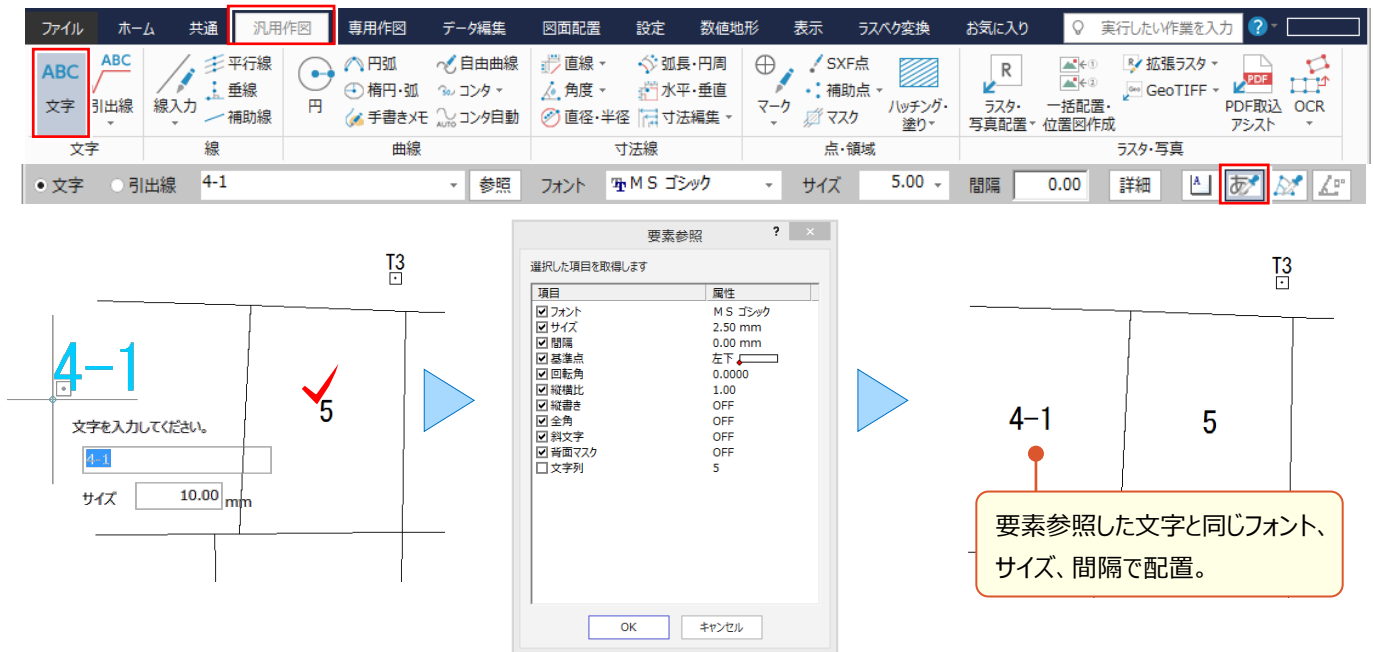 ファイル ホーム 共通 汎用作図 専用作図 データ編集 図面配置 設定 数値地形 表示 ラスベク変換 お気に入り 実行したい作業を入力 ?
ABC 文字
ABC 引出線
線入力
平行線
垂線
補助線
円
円弧
楕円・弧
手書きメモ
自由曲線
コンタ
コンタ自動
AUTO
直線
角度
直径・半径
弧長・円周
水平・垂直
寸法編集
マーク
SXF点
補助点
マスク
ハッチング・塗り
R
ラスタ・
写真配置
①
②
一括配置・
位置図作成
拡張ラスタ
GeoTIFF
PDF
PDF取込
アシスト
OCR
文字 線 曲線 寸法線 点・領域 ラスタ・写真
文字 引出線 4-1 参照 フォント MS ゴシック サイズ 5.00 間隔 0.00 詳細 A あ
T3
4-1
5
文字を入力してください。
4-1
サイズ 10.00 mm
要素参照 ? ×
選択した項目を取得します
項目 属性
フォント MS ゴシック
サイズ 2.50 mm
間隔 0.00 mm
基準点 左下
回転角 0.0000
縦横比 1.00
縦書き OFF
全角 OFF
斜文字 OFF
背面マスク OFF
文字列 5
OK キャンセル
T3
4-1
5
要素参照した文字と同じフォント、
サイズ、間隔で配置。